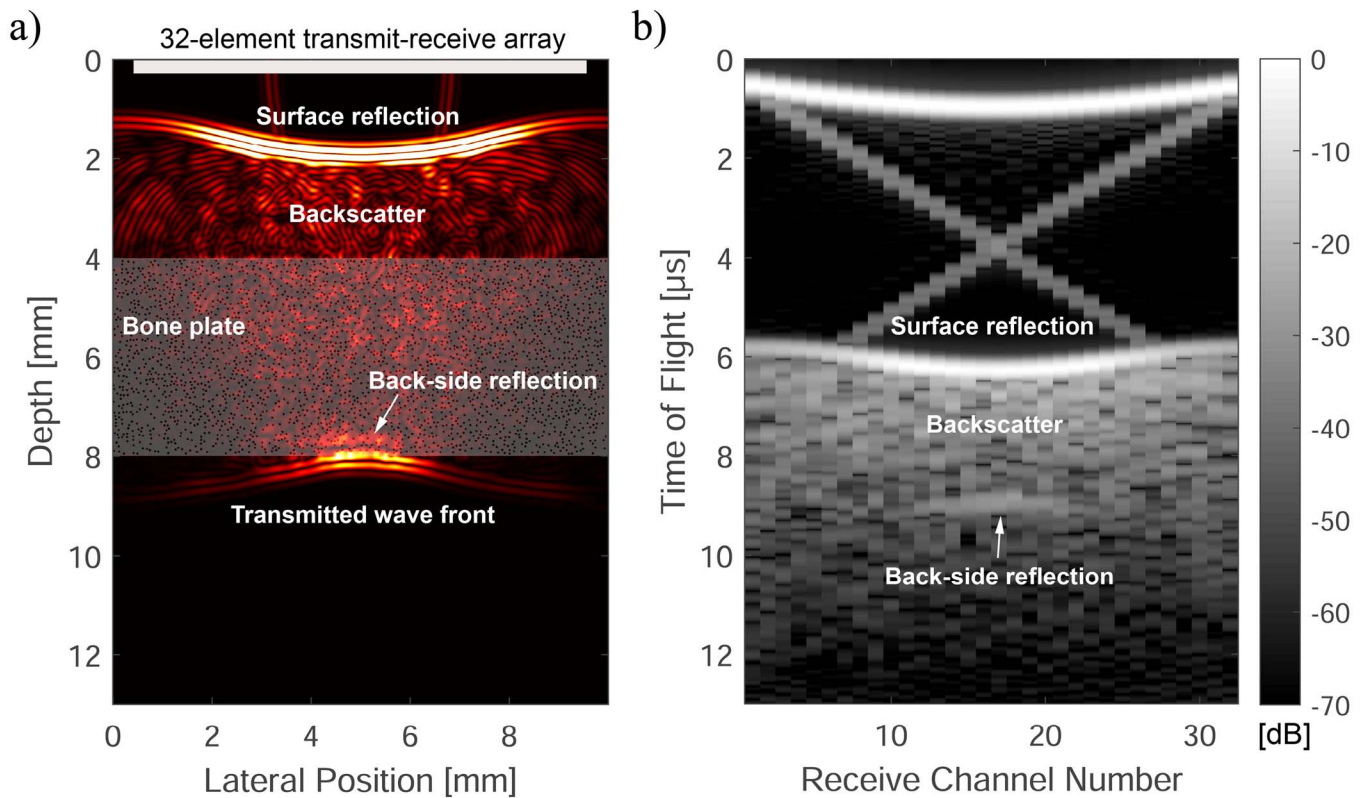 a)
32-element transmit-receive array
0
2
4
6
8
10
12
Depth [mm]
Surface reflection
Backscatter
Bone plate
Back-side reflection
Transmitted wave front
0
2
4
6
8
Lateral Position [mm]
b)
0
2
4
6
8
10
12
Time of Flight [µs]
Surface reflection
Backscatter
Back-side reflection
10
20
30
Receive Channel Number
0
-10
-20
-30
-40
-50
-60
-70
[dB]